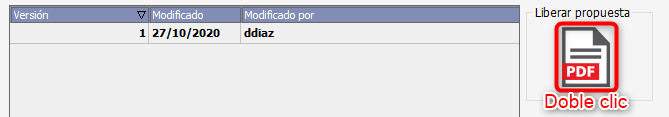 Versión Modificado Modificado por
1 27/10/2020 ddiaz
Liberar propuesta
PDF
Doble clic